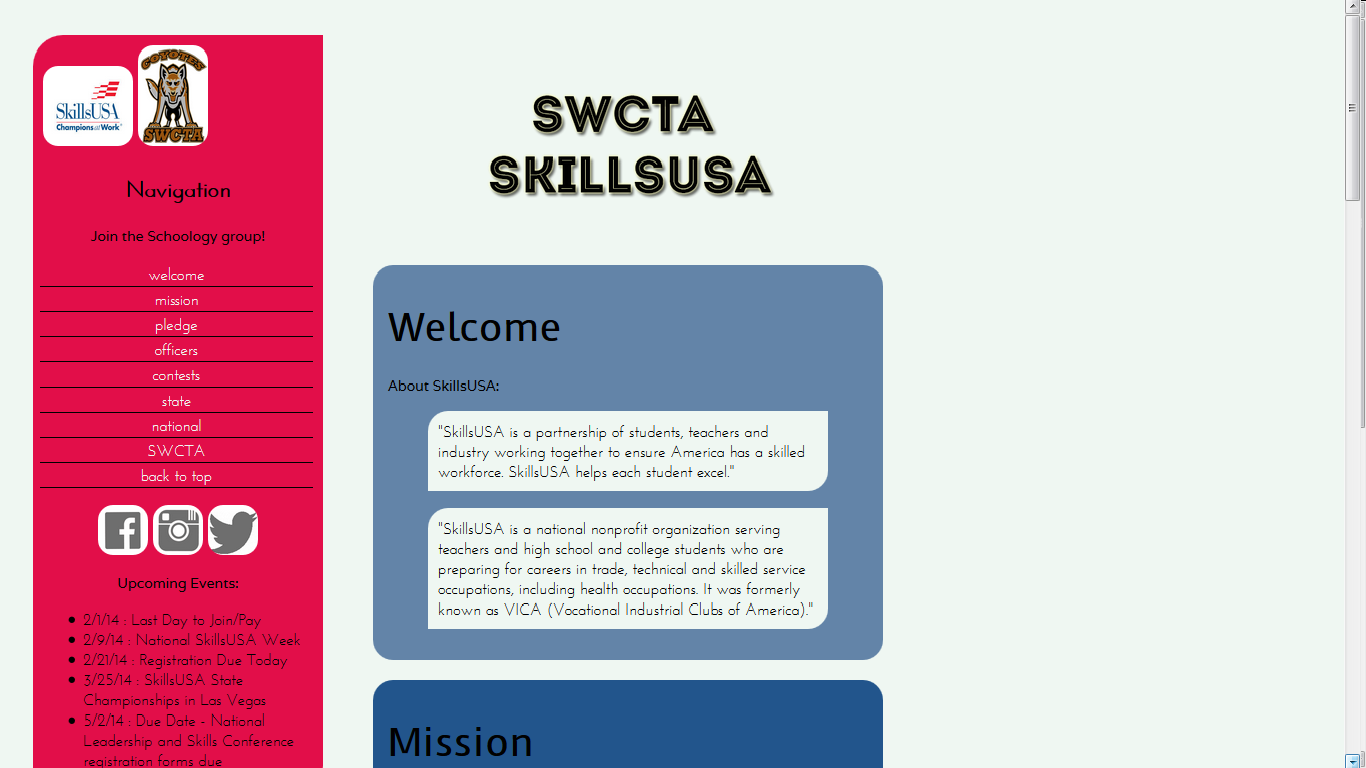 SkillsUSA
Champions at Work
COYOTES
SWCTA
Navigation
Join the Schoology group!
welcome
mission
pledge
officers
contests
state
national
SWCTA
back to top
Upcoming Events:
2/1/14 : Last Day to Join/Pay
2/9/14 : National SkillsUSA Week
2/21/14 : Registration Due Today
3/25/14 : SkillsUSA State
Championships in Las Vegas
5/2/14 : Due Date - National
Leadership and Skills Conference
registration forms due
SWCTA
SKILLSUSA
Welcome
About SkillsUSA:
"SkillsUSA is a partnership of students, teachers and
industry working together to ensure America has a skilled
workforce. SkillsUSA helps each student excel."
"SkillsUSA is a national nonprofit organization serving
teachers and high school and college students who are
preparing for careers in trade, technical and skilled service
occupations, including health occupations. It was formerly
known as VICA (Vocational Industrial Clubs of America)."
Mission